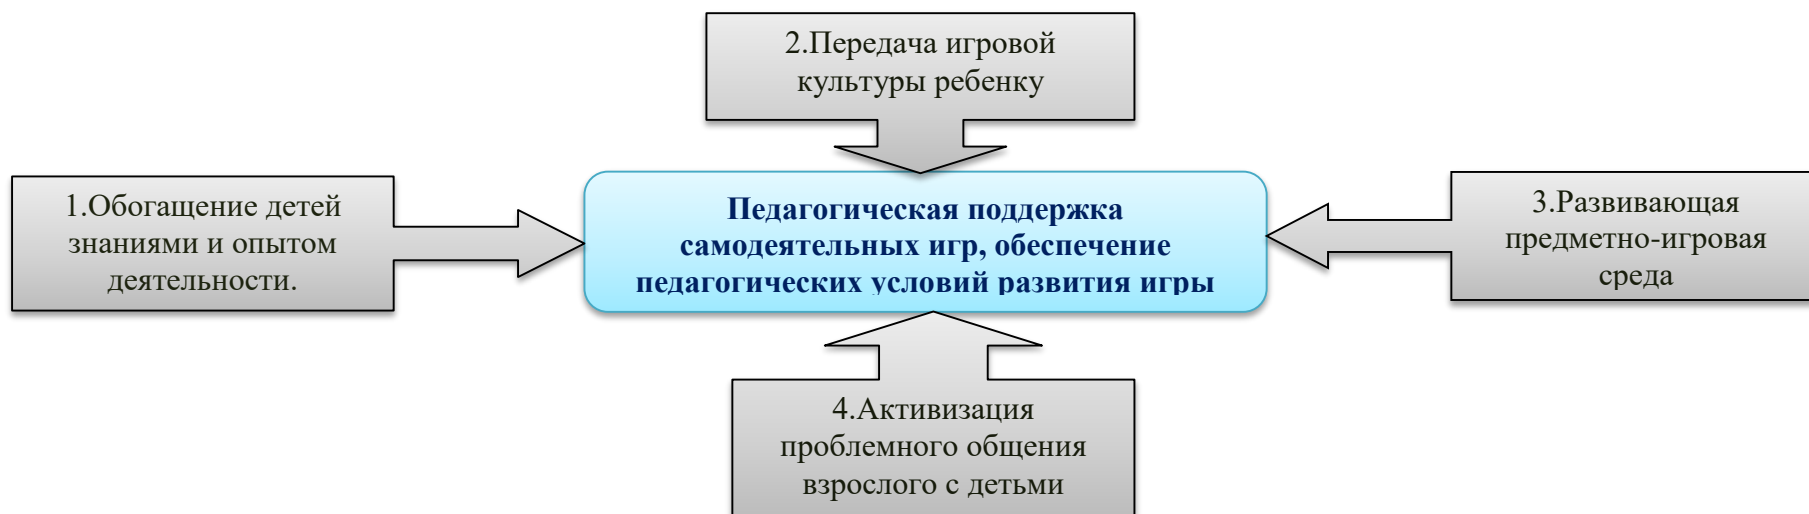 2.Передача игровой
культуры ребенку
1.Обогащение детей
знаниями и опытом
деятельности.
Педагогическая поддержка
самодеятельных игр, обеспечение
педагогических условий развития игры
3.Развивающая
предметно-игровая
среда
4.Активизация
проблемного общения
взрослого с детьми